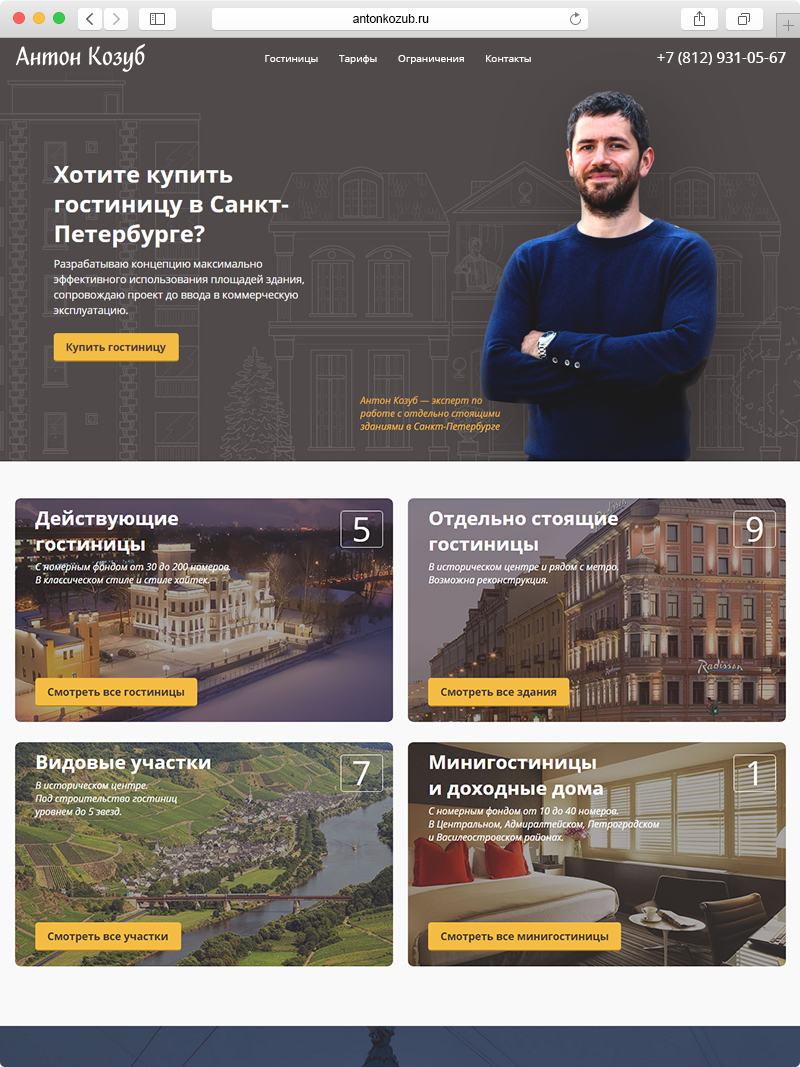 antonkozub.ru
Антон Козуб
Гостиницы Тарифы Ограничения Контакты
+7 (812) 931-05-67
Хотите купить
гостиницу в Санкт-
Петербурге?
Разрабатываю концепцию максимально
эффективного использования площадей здания,
сопровождаю проект до ввода в коммерческую
эксплуатацию.
Купить гостиницу
Антон Козуб — эксперт по
работе с отдельно стоящими
зданиями в Санкт-Петербурге
Действующие
гостиницы
5
С номерным фондом от 30 до 200 номеров.
В классическом стиле и стиле хайтек.
Смотреть все гостиницы
Отдельно стоящие
гостиницы
9
В историческом центре и рядом с метро.
Возможна реконструкция.
Radisson
Смотреть все здания
Видовые участки
7
В историческом центре.
Под строительство гостиниц
уровнем до 5 звезд.
Смотреть все участки
Минигостиницы
и доходные дома
1
С номерным фондом от 10 до 40 номеров.
В Центральном, Адмиралтейском, Петроградском
и Василеостровском районах.
Смотреть все минигостиницы